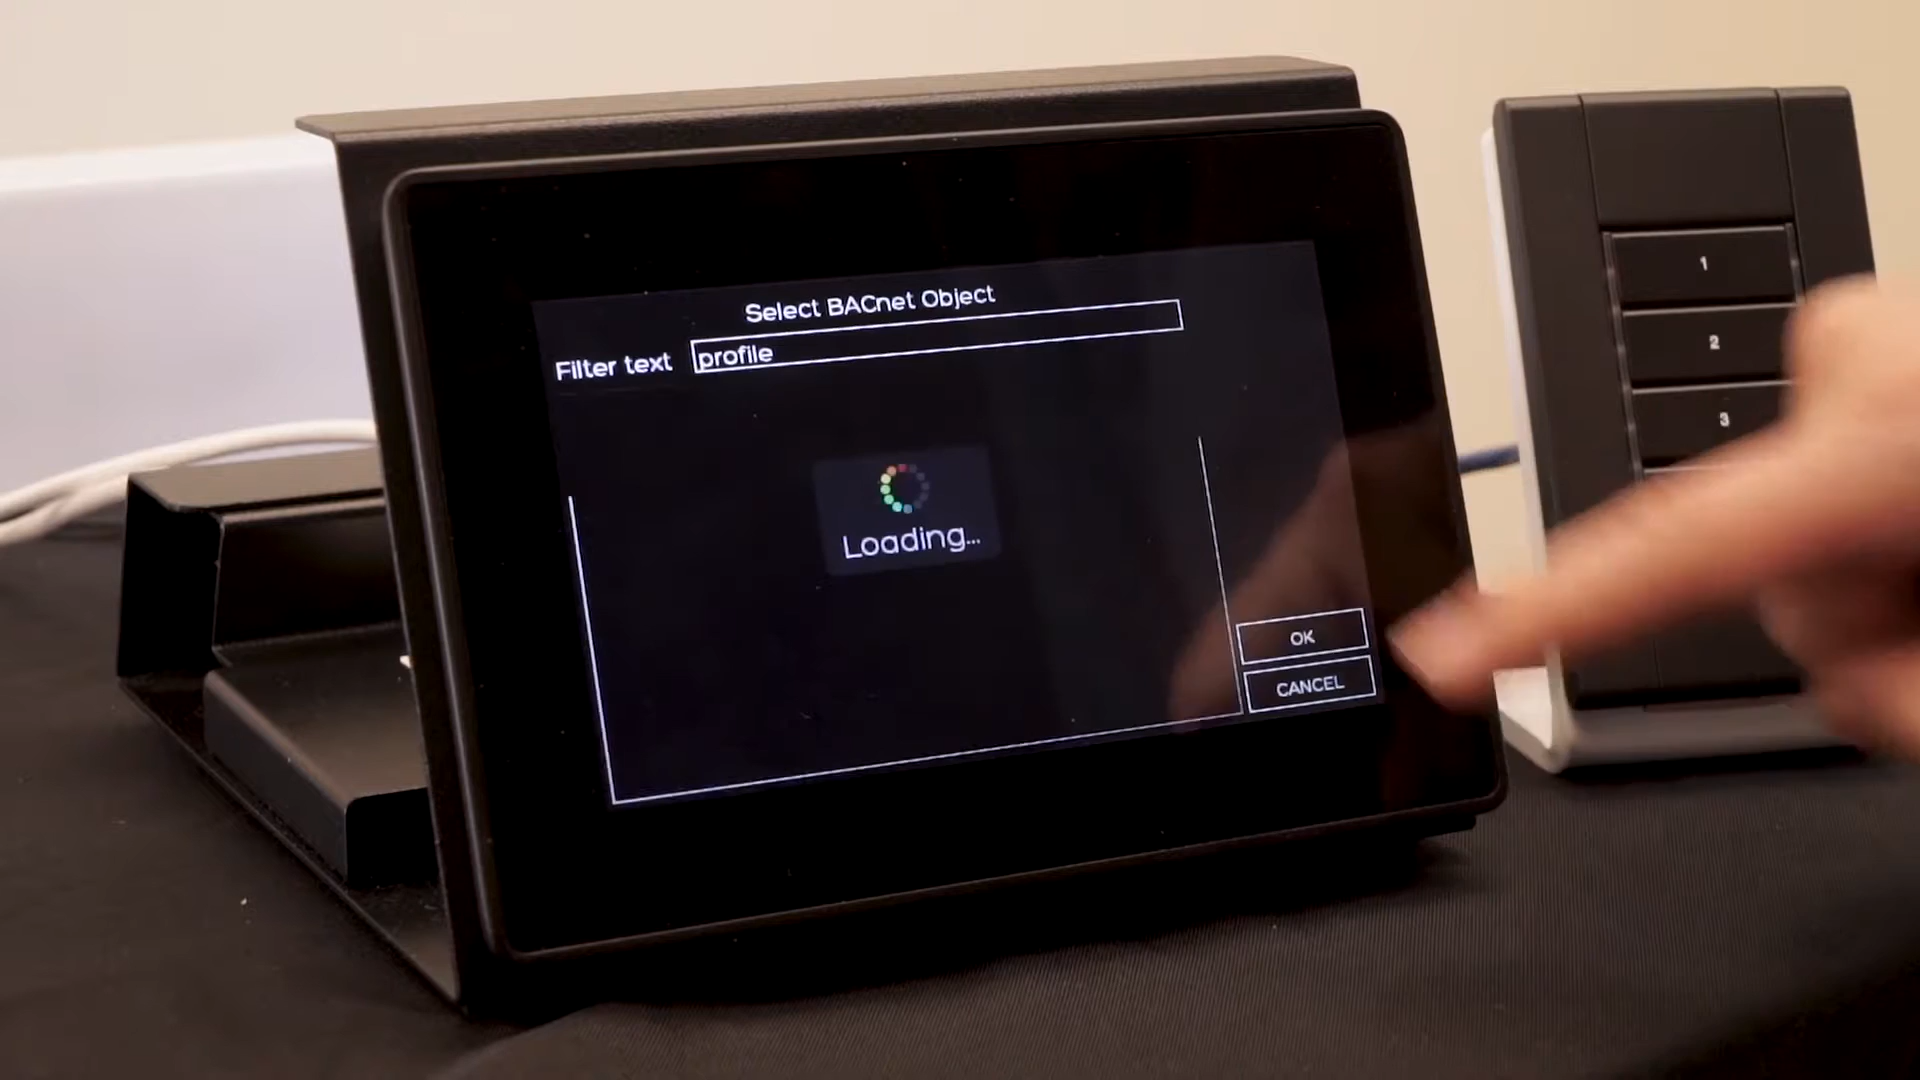 Select BACnet Object
Filter text profile
Loading...
OK
CANCEL
1
2
3